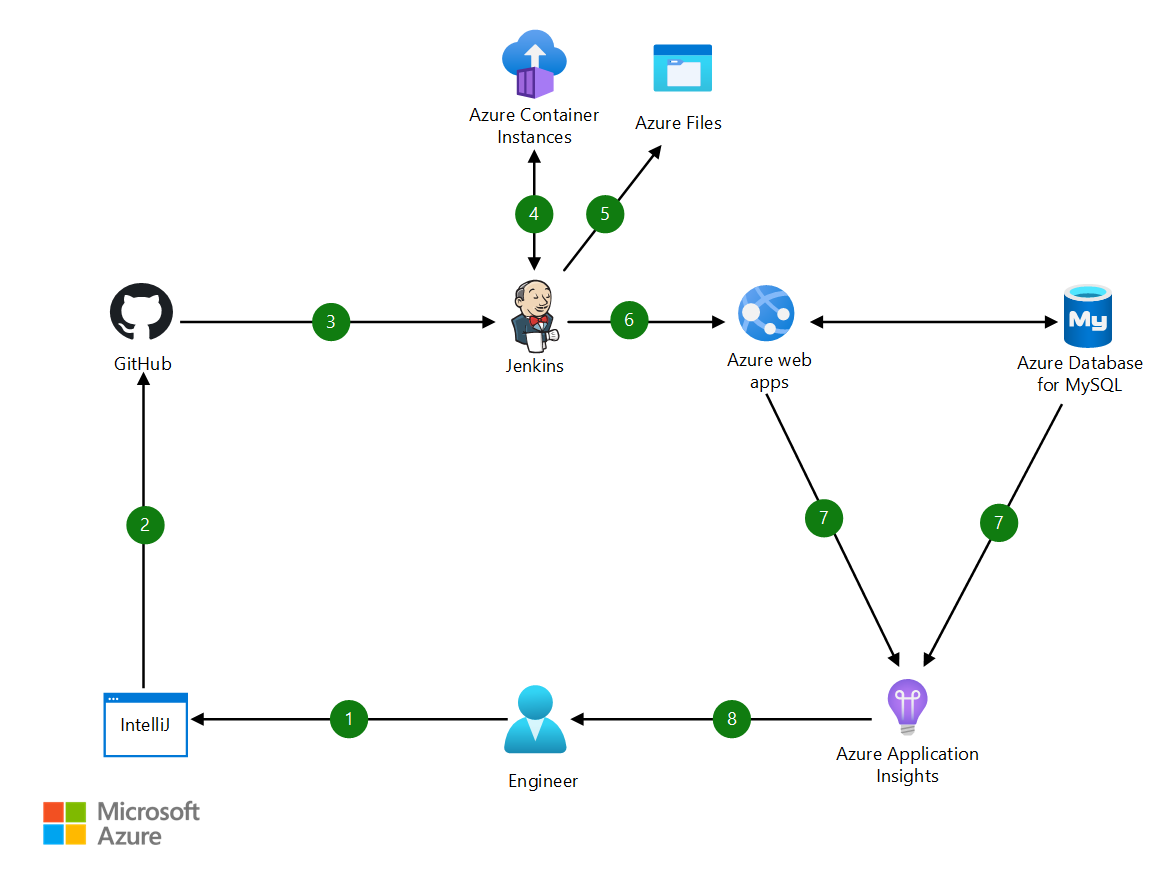 Azure Container
Instances
Azure Files
4
5
GitHub
3
Jenkins
6
Azure web
apps
My
Azure Database
for MySQL
2
7
7
IntelliJ
1
Engineer
8
Azure Application
Insights
Microsoft
Azure